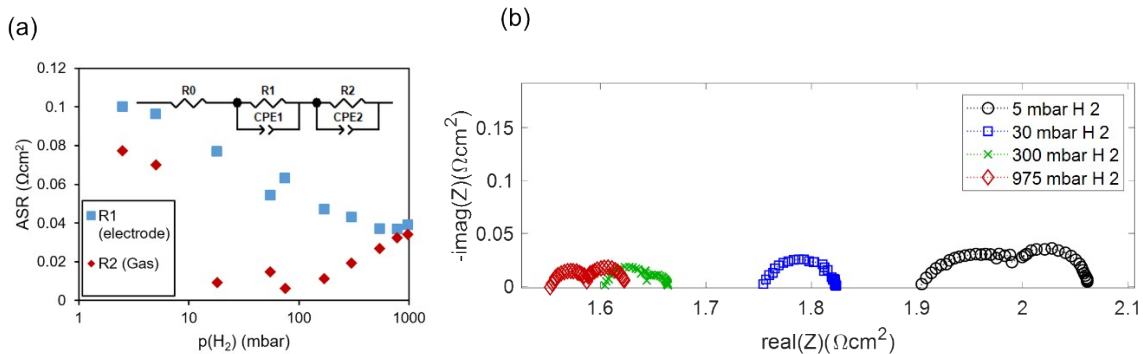 (a)
ASR (Ωcm²)
0.12
0.1
0.08
0.06
0.04
0.02
0
R0
R1
R2
CPE1
CPE2
R1
(electrode)
R2 (Gas)
1
10
100
1000
p(H₂) (mbar)
(b)
-imag(Z)(Ωcm²)
0.15
0.1
0.05
0
5 mbar H 2
30 mbar H 2
300 mbar H 2
975 mbar H 2
1.6
1.7
1.8
1.9
2
2.1
real(Z)(Ωcm²)